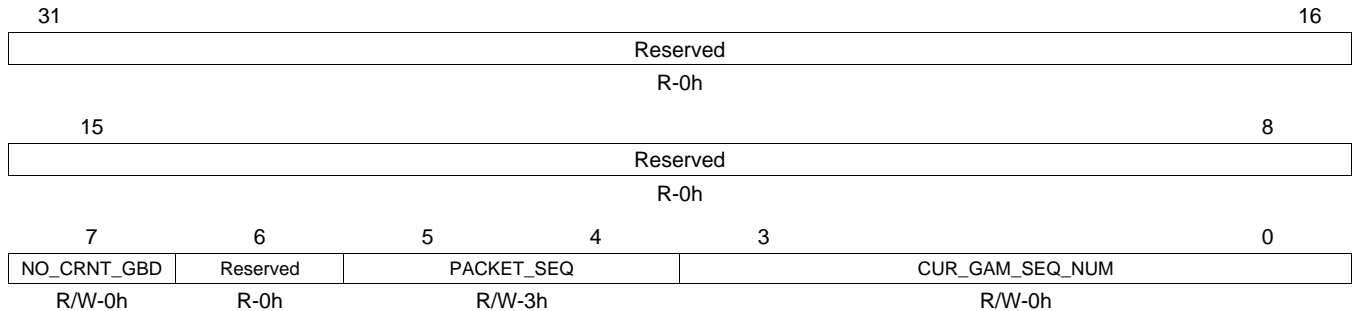 31 16
Reserved
R-0h
15 8
Reserved
R-0h
7 6 5 4 3 0
NO_CRNT_GBD Reserved PACKET_SEQ CUR_GAM_SEQ_NUM
R/W-0h R-0h R/W-3h R/W-0h